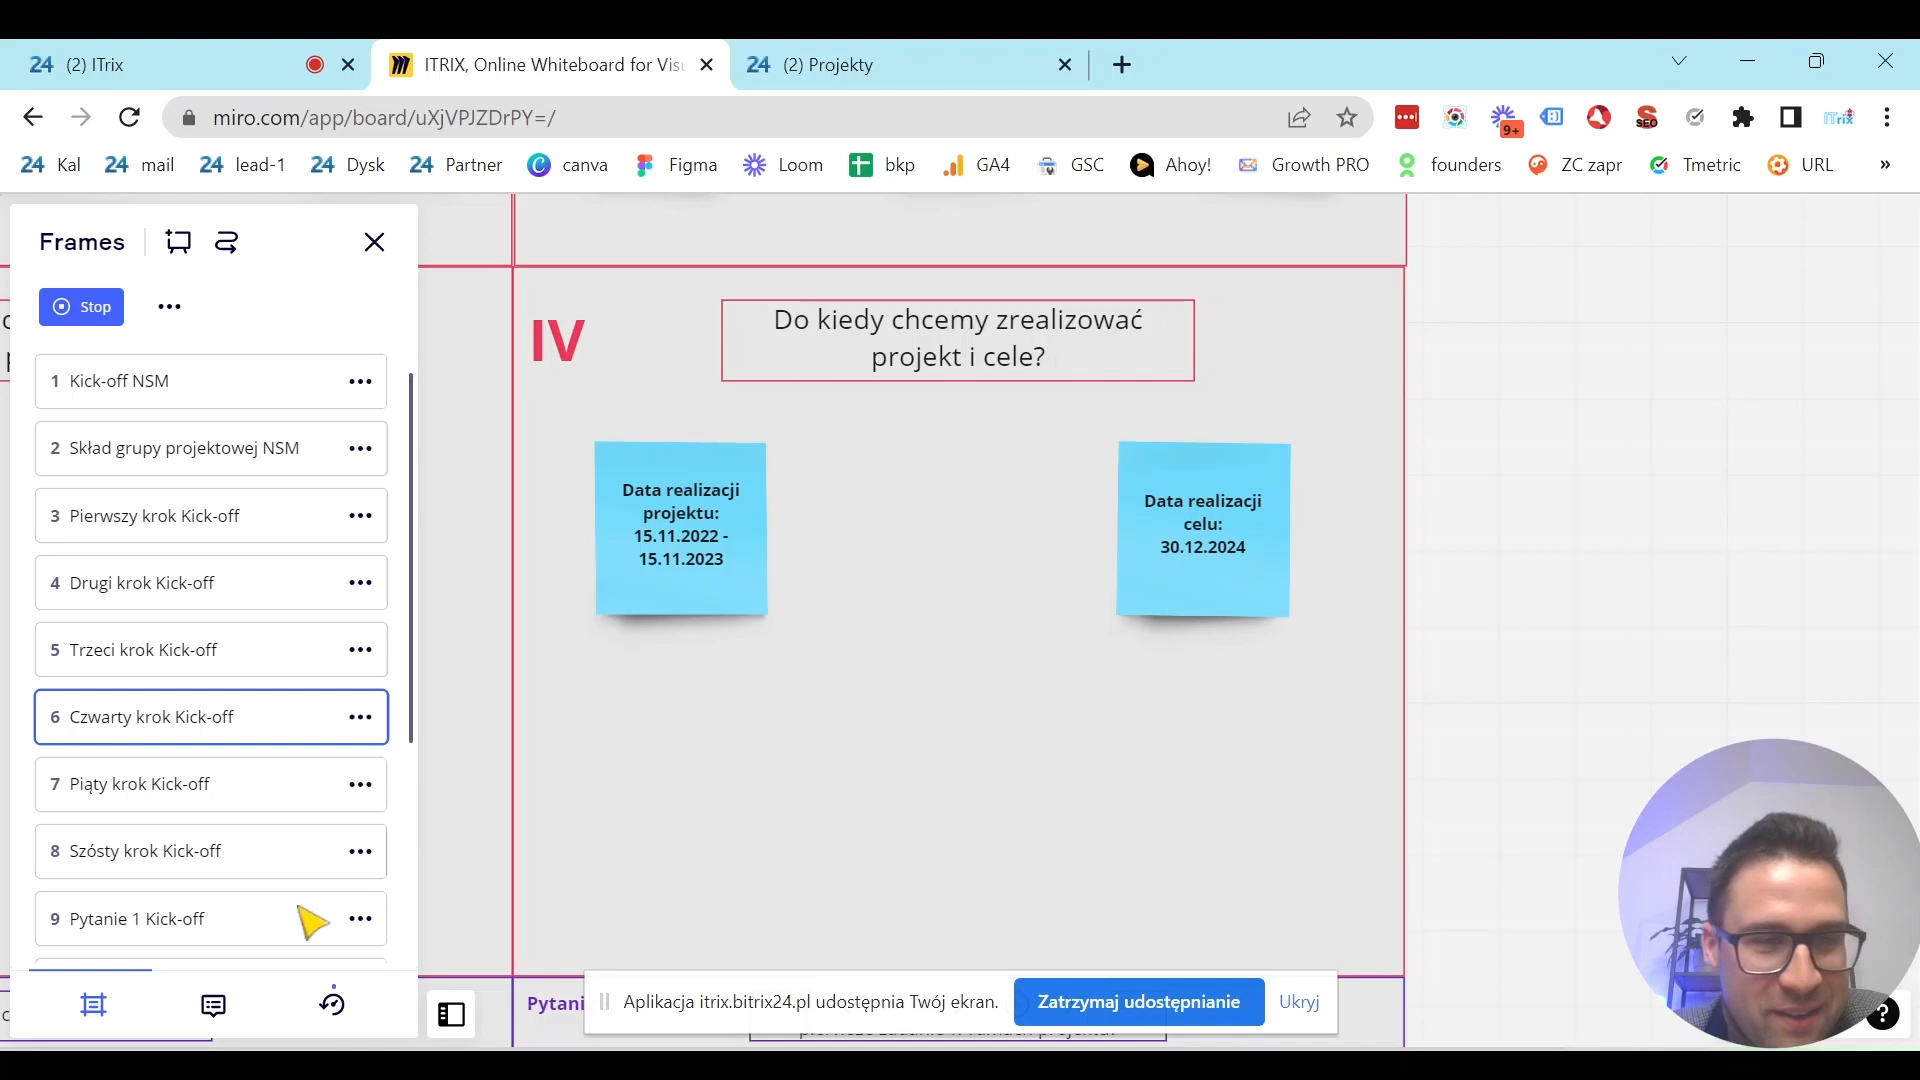 24 (2) ITrix
ITRIX, Online Whiteboard for Visu
24 (2) Projekty
miro.com/app/board/uXjVPJZDrPY=/
9+
SEO
ITrix
24 Kal
24 mail
24 lead-1
24 Dysk
24 Partner
canva
Figma
Loom
bkp
GA4
GSC
Ahoy!
Growth PRO
founders
ZC zapr
Tmetric
URL
»
Frames
Stop
1 Kick-off NSM
2 Skład grupy projektowej NSM
3 Pierwszy krok Kick-off
4 Drugi krok Kick-off
5 Trzeci krok Kick-off
6 Czwarty krok Kick-off
7 Piąty krok Kick-off
8 Szósty krok Kick-off
9 Pytanie 1 Kick-off
IV
Do kiedy chcemy zrealizować
projekt i cele?
Data realizacji
projektu:
15.11.2022 -
15.11.2023
Data realizacji
celu:
30.12.2024
Pytani
Aplikacja itrix.bitrix24.pl udostępnia Twój ekran.
Zatrzymaj udostępnianie
Ukryj
?